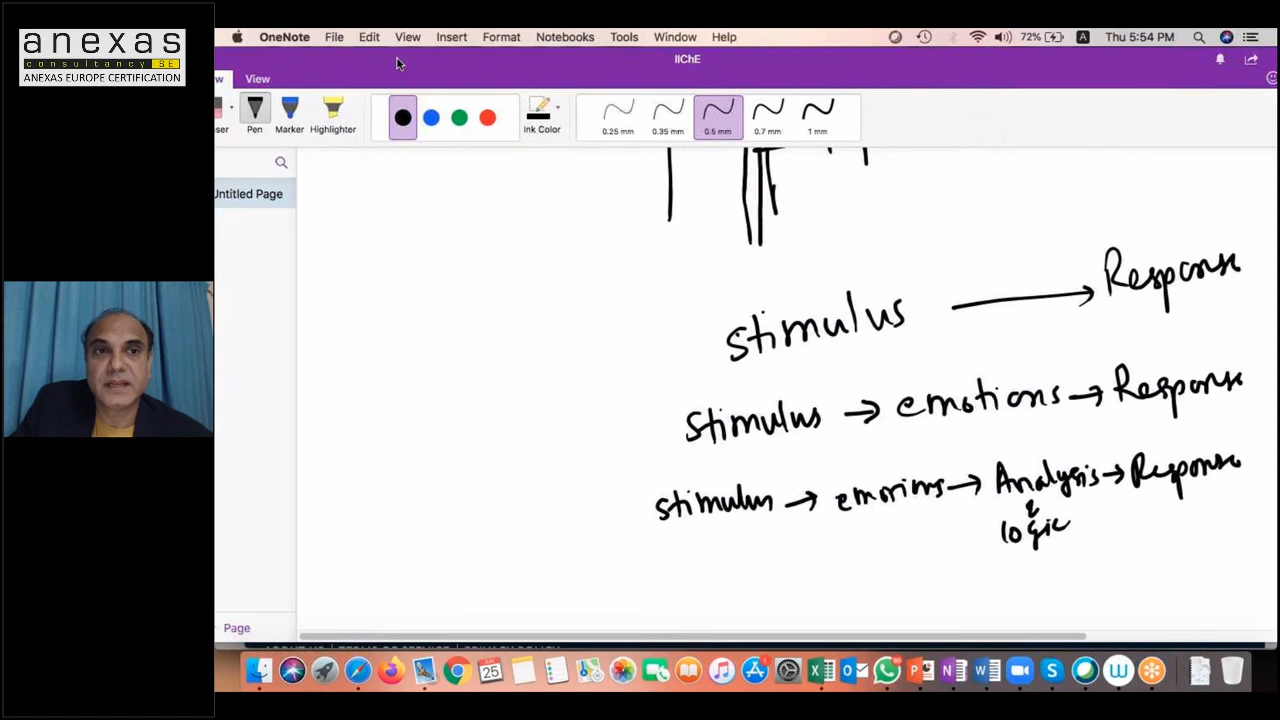 anexas
consultancy SE
ANEXAS EUROPE CERTIFICATION
OneNote File Edit View Insert Format Notebooks Tools Window Help 72% A Thu 5:54 PM
IIChE
View
Pen Marker Highlighter Ink Color 0.25 mm 0.35 mm 0.5 mm 0.7 mm 1 mm
Untitled Page
stimulus → Response
stimulus → emotions → Response
stimulus → → Analysis → Response
&
logic
Page
25